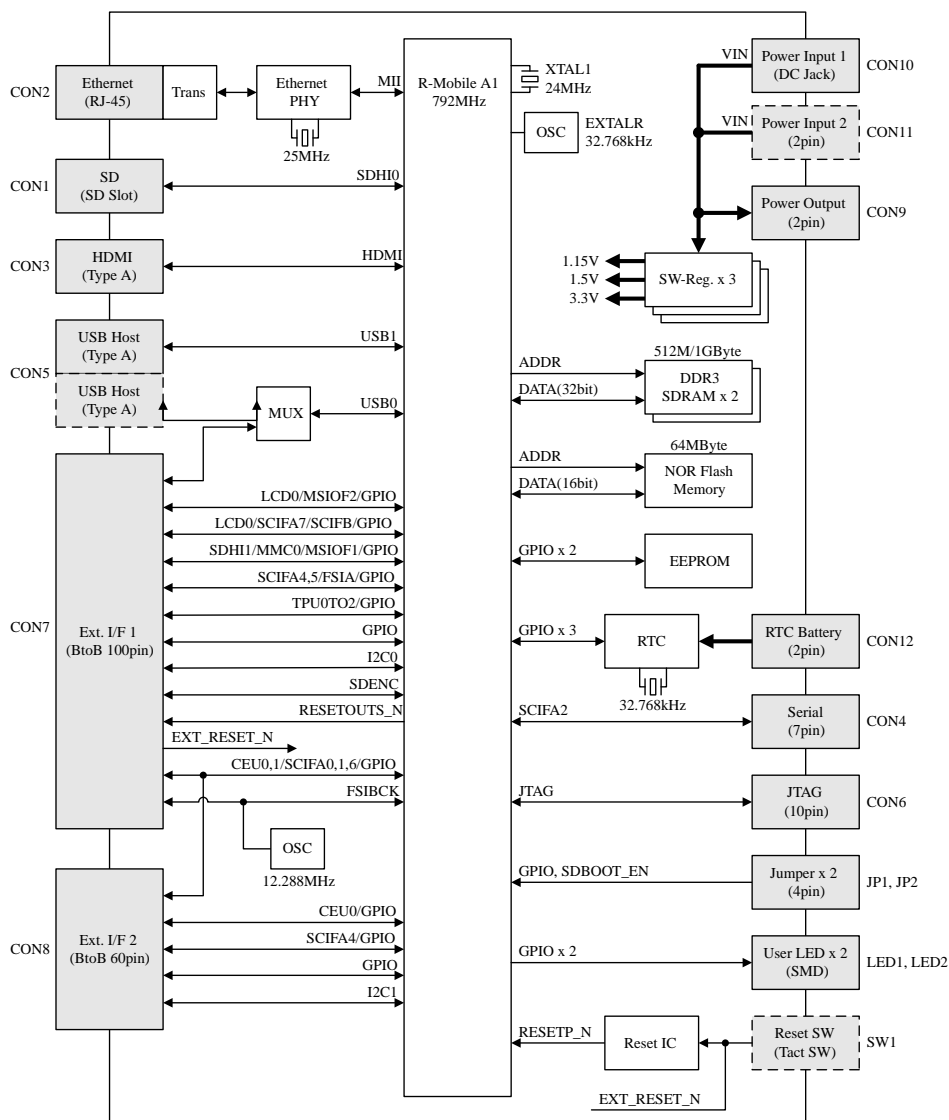 CON2
Ethernet
(RJ-45)
Trans
Ethernet
PHY
25MHz
MII
CON1
SD
(SD Slot)
SDHI0
CON3
HDMI
(Type A)
HDMI
CON5
USB Host
(Type A)
USB1
USB Host
(Type A)
MUX
USB0
CON7
Ext. I/F 1
(BtoB 100pin)
LCD0/MSIOF2/GPIO
LCD0/SCIFA7/SCIFB/GPIO
SDHI1/MMC0/MSIOF1/GPIO
SCIFA4,5/FSIA/GPIO
TPU0TO2/GPIO
GPIO
I2C0
SDENC
RESETOUTS_N
EXT_RESET_N
CEU0,1/SCIFA0,1,6/GPIO
FSIBCK
OSC
12.288MHz
CON8
Ext. I/F 2
(BtoB 60pin)
CEU0/GPIO
SCIFA4/GPIO
GPIO
I2C1
R-Mobile A1
792MHz
XTAL1
24MHz
OSC
EXTALR
32.768kHz
VIN
Power Input 1
(DC Jack)
CON10
VIN
Power Input 2
(2pin)
CON11
Power Output
(2pin)
CON9
1.15V
1.5V
3.3V
SW-Reg. x 3
512M/1GByte
ADDR
DATA(32bit)
DDR3
SDRAM x 2
64MByte
ADDR
DATA(16bit)
NOR Flash
Memory
GPIO x 2
EEPROM
GPIO x 3
RTC
32.768kHz
RTC Battery
(2pin)
CON12
SCIFA2
Serial
(7pin)
CON4
JTAG
JTAG
(10pin)
CON6
GPIO, SDBOOT_EN
Jumper x 2
(4pin)
JP1, JP2
GPIO x 2
User LED x 2
(SMD)
LED1, LED2
RESETP_N
Reset IC
Reset SW
(Tact SW)
SW1
EXT_RESET_N